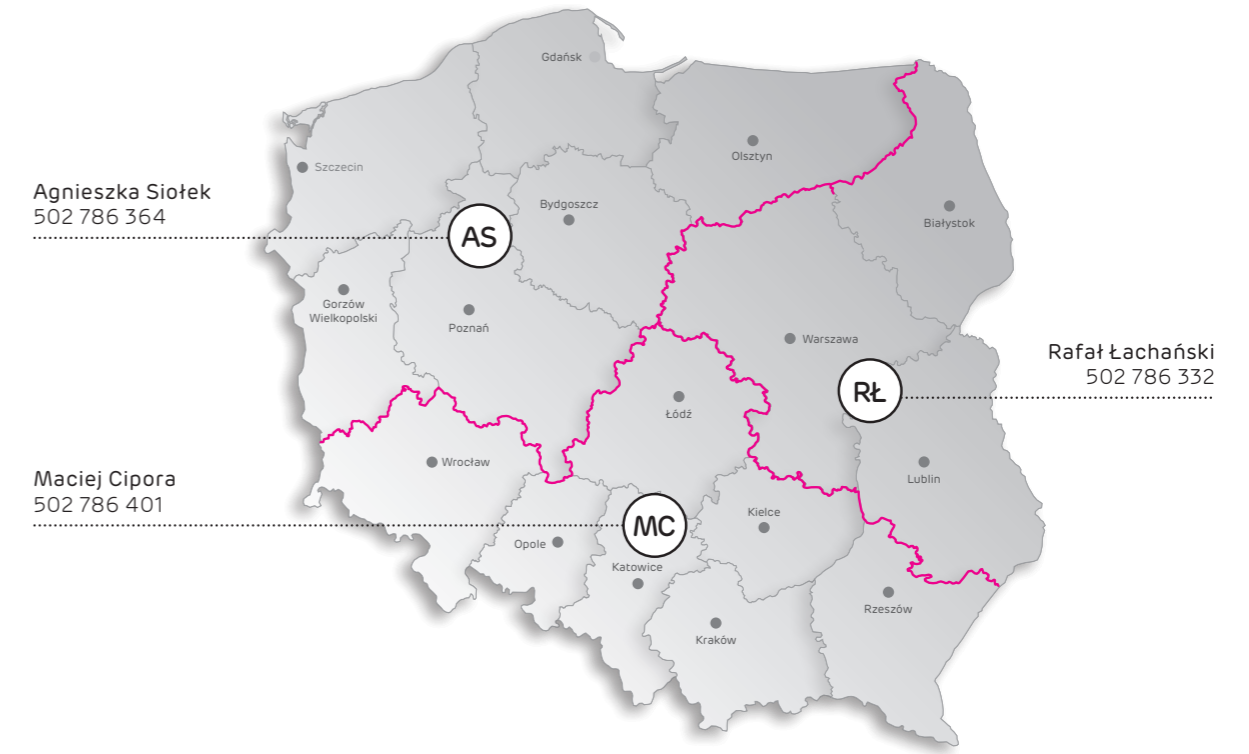 Gdańsk
Olsztyn
Szczecin
Agnieszka Siołek
502 786 364
AS
Bydgoszcz
Białystok
Gorzów
Wielkopolski
Poznań
Warszawa
Rafał Łachański
502 786 332
RŁ
Łódź
Wrocław
Lublin
Maciej Cipora
502 786 401
MC
Kielce
Opole
Katowice
Rzeszów
Kraków